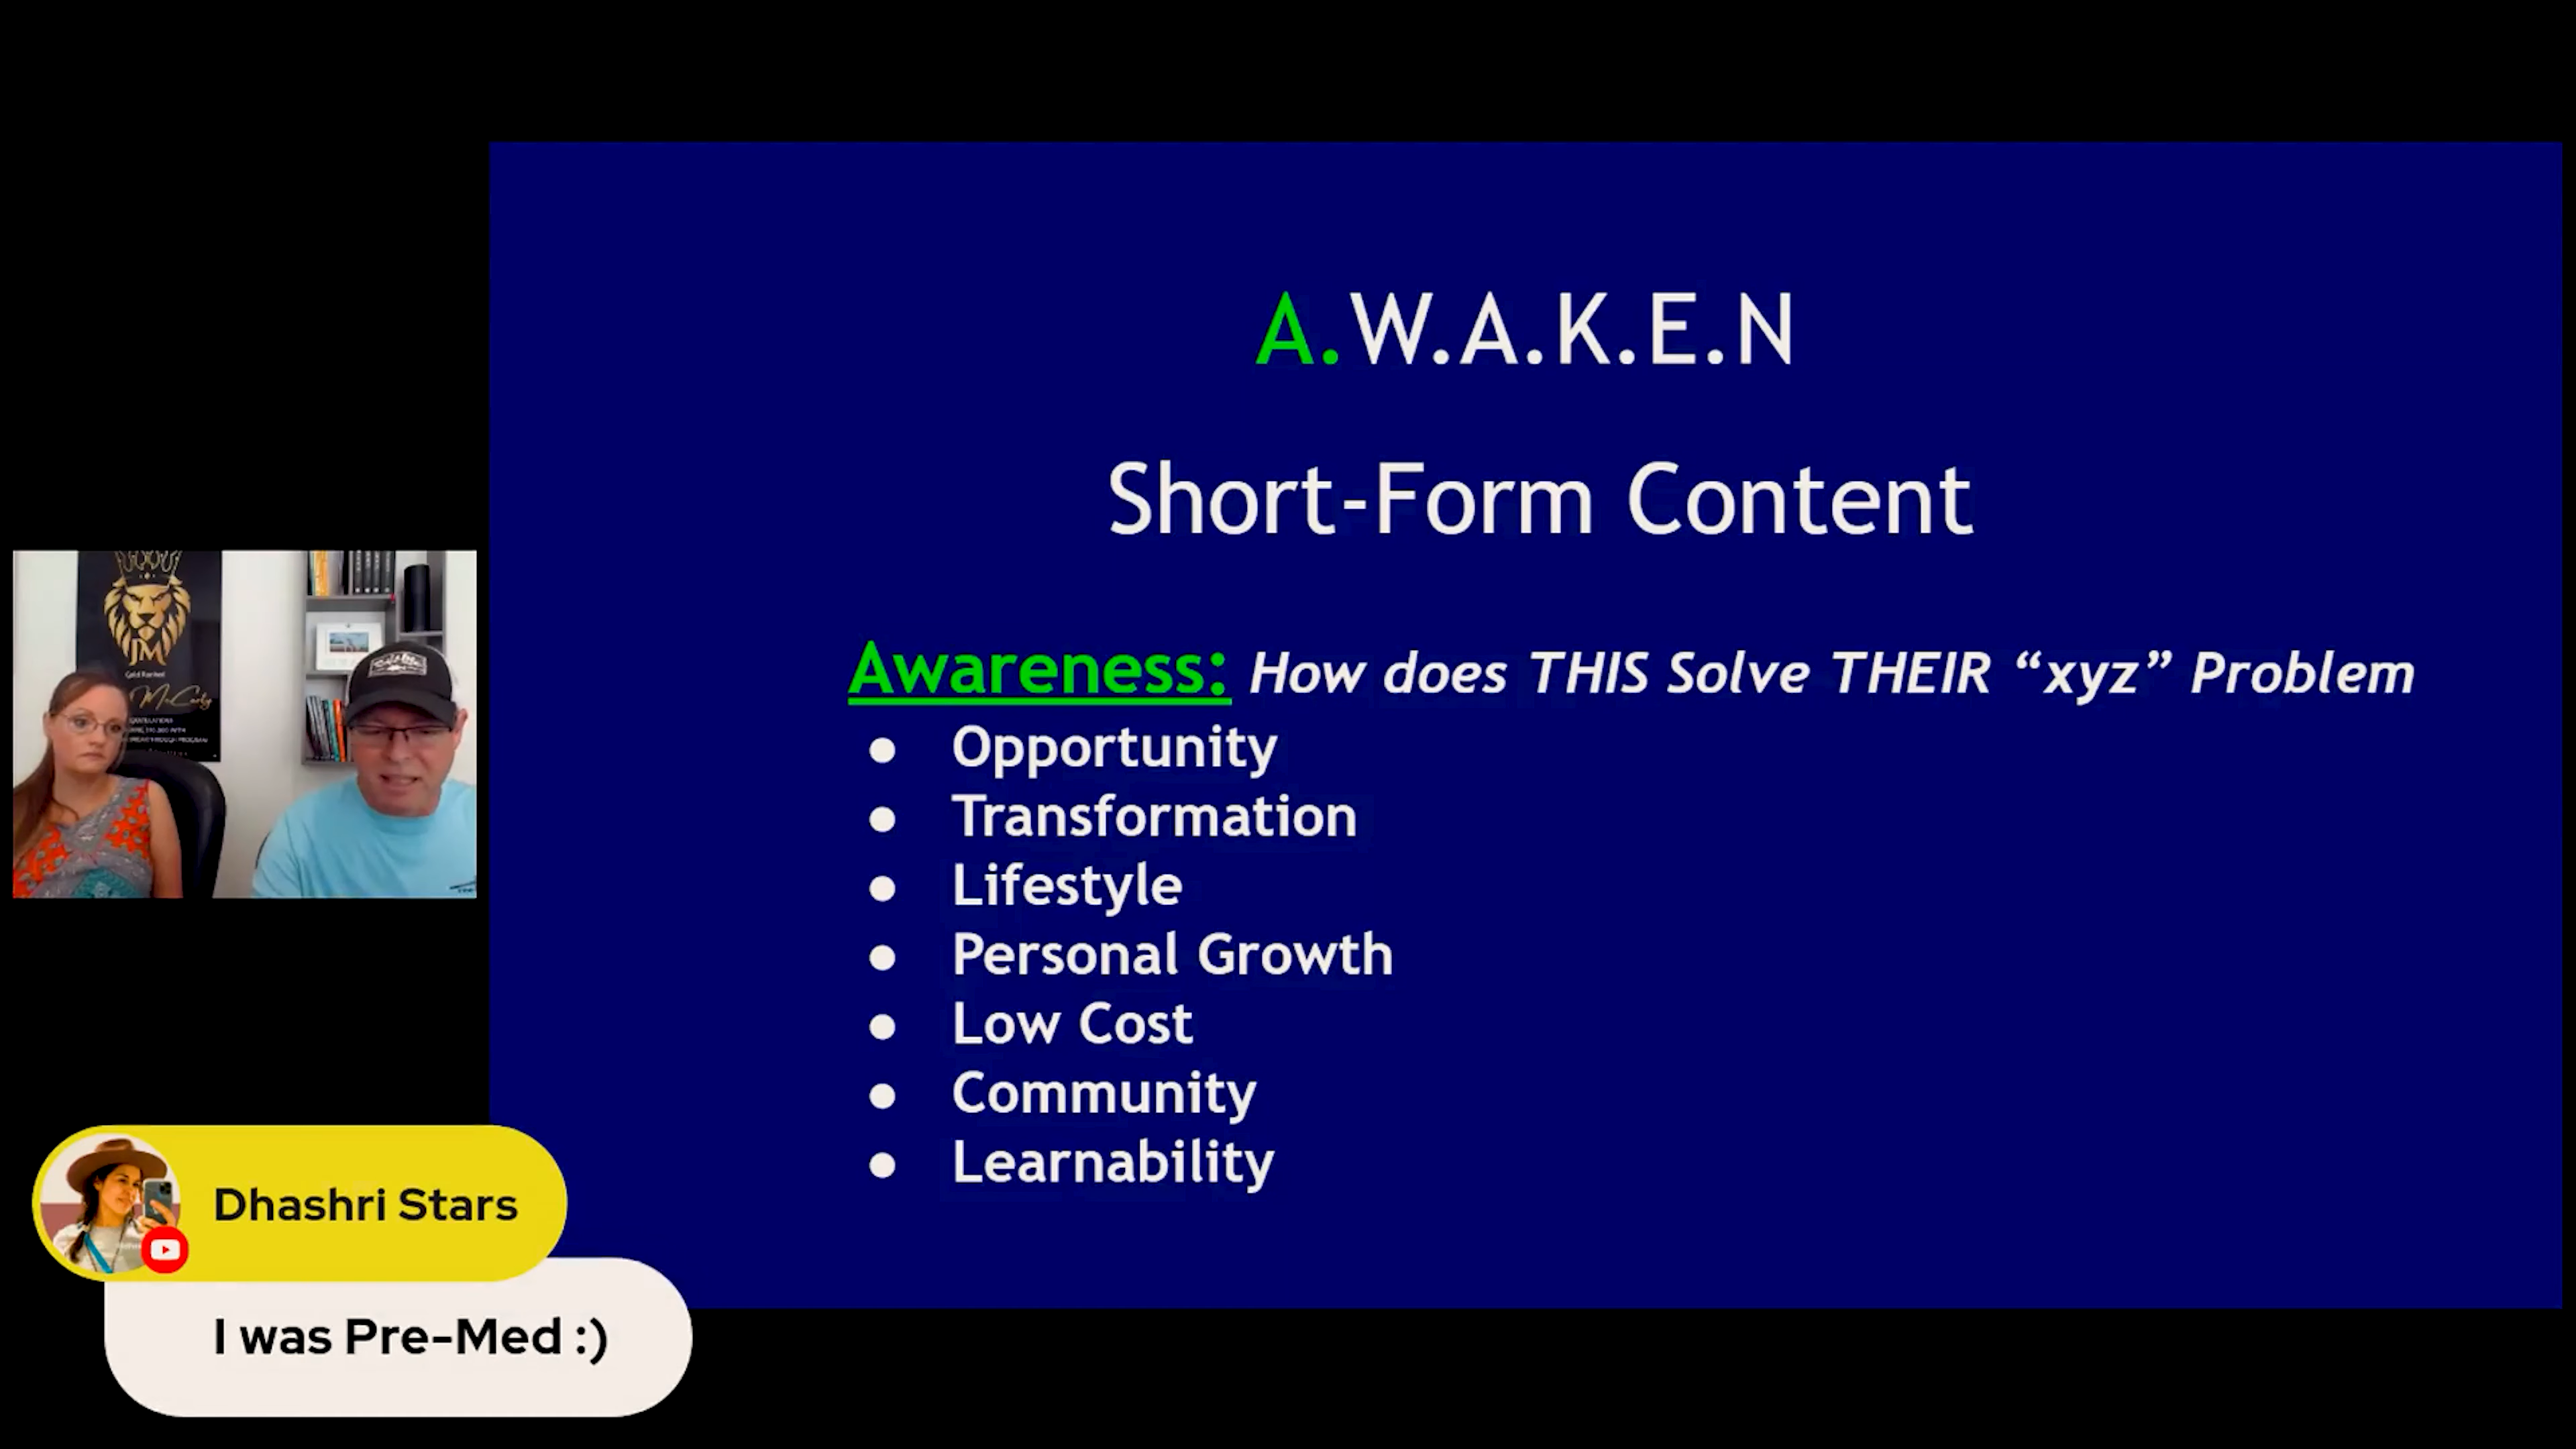 A.W.A.K.E.N
Short-Form Content
Awareness: How does THIS Solve THEIR “xyz” Problem
● Opportunity
● Transformation
● Lifestyle
● Personal Growth
● Low Cost
● Community
● Learnability
JM
Dhashri Stars
I was Pre-Med :)